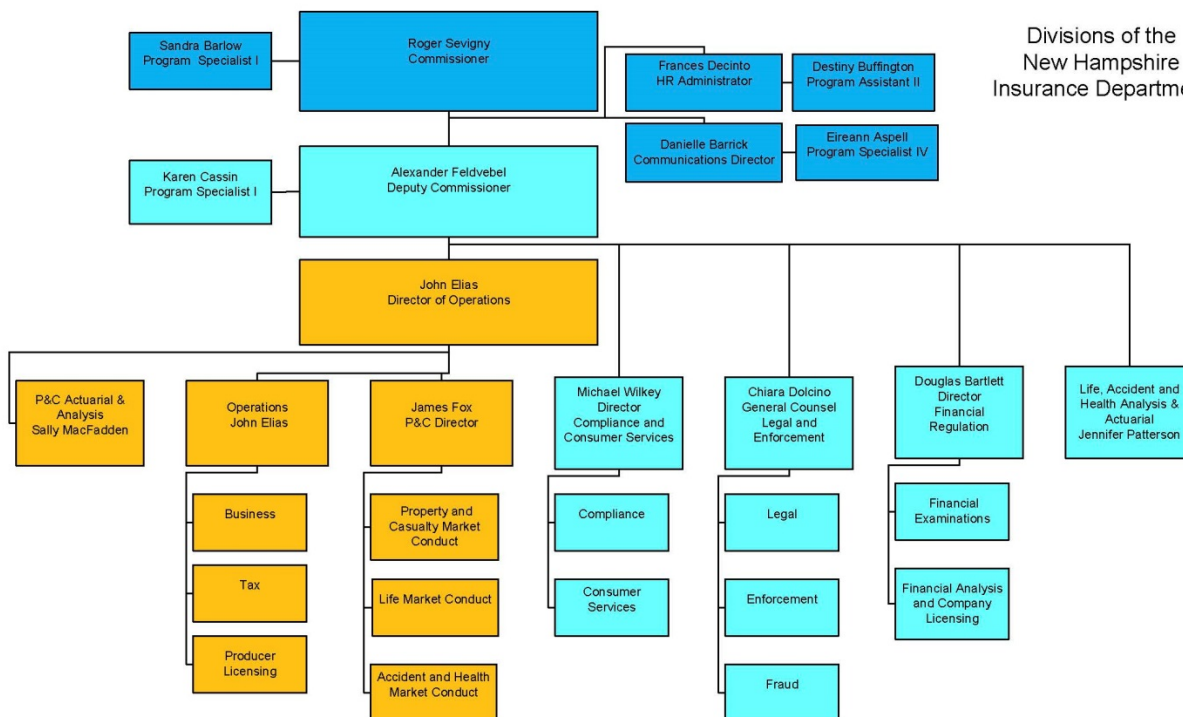 Divisions of the
New Hampshire
Insurance Departme
Sandra Barlow
Program Specialist I
Roger Sevigny
Commissioner
Frances Decinto
HR Administrator
Destiny Buffington
Program Assistant II
Danielle Barrick
Communications Director
Eireann Aspell
Program Specialist IV
Karen Cassin
Program Specialist I
Alexander Feldvebel
Deputy Commissioner
John Elias
Director of Operations
P&C Actuarial &
Analysis
Sally MacFadden
Operations
John Elias
James Fox
P&C Director
Michael Wilkey
Director
Compliance and
Consumer Services
Chiara Dolcino
General Counsel
Legal and
Enforcement
Douglas Bartlett
Director
Financial
Regulation
Life, Accident and
Health Analysis &
Actuarial
Jennifer Patterson
Business
Tax
Producer
Licensing
Property and
Casualty Market
Conduct
Life Market Conduct
Accident and Health
Market Conduct
Compliance
Consumer
Services
Legal
Enforcement
Fraud
Financial
Examinations
Financial Analysis
and Company
Licensing